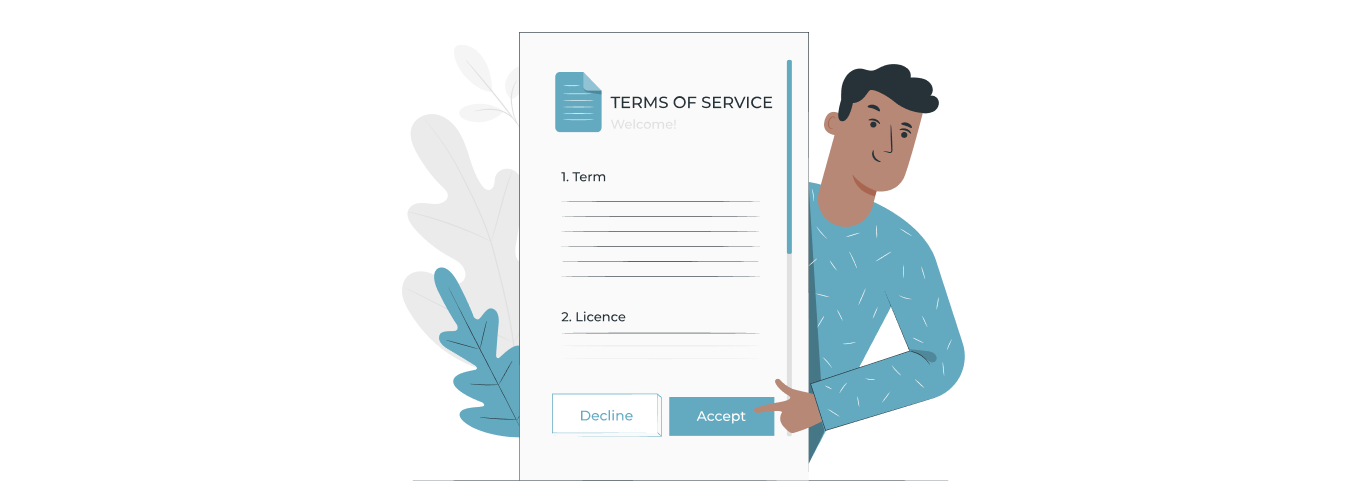 TERMS OF SERVICE
Welcome!
1. Term
2. Licence
Decline
Accept